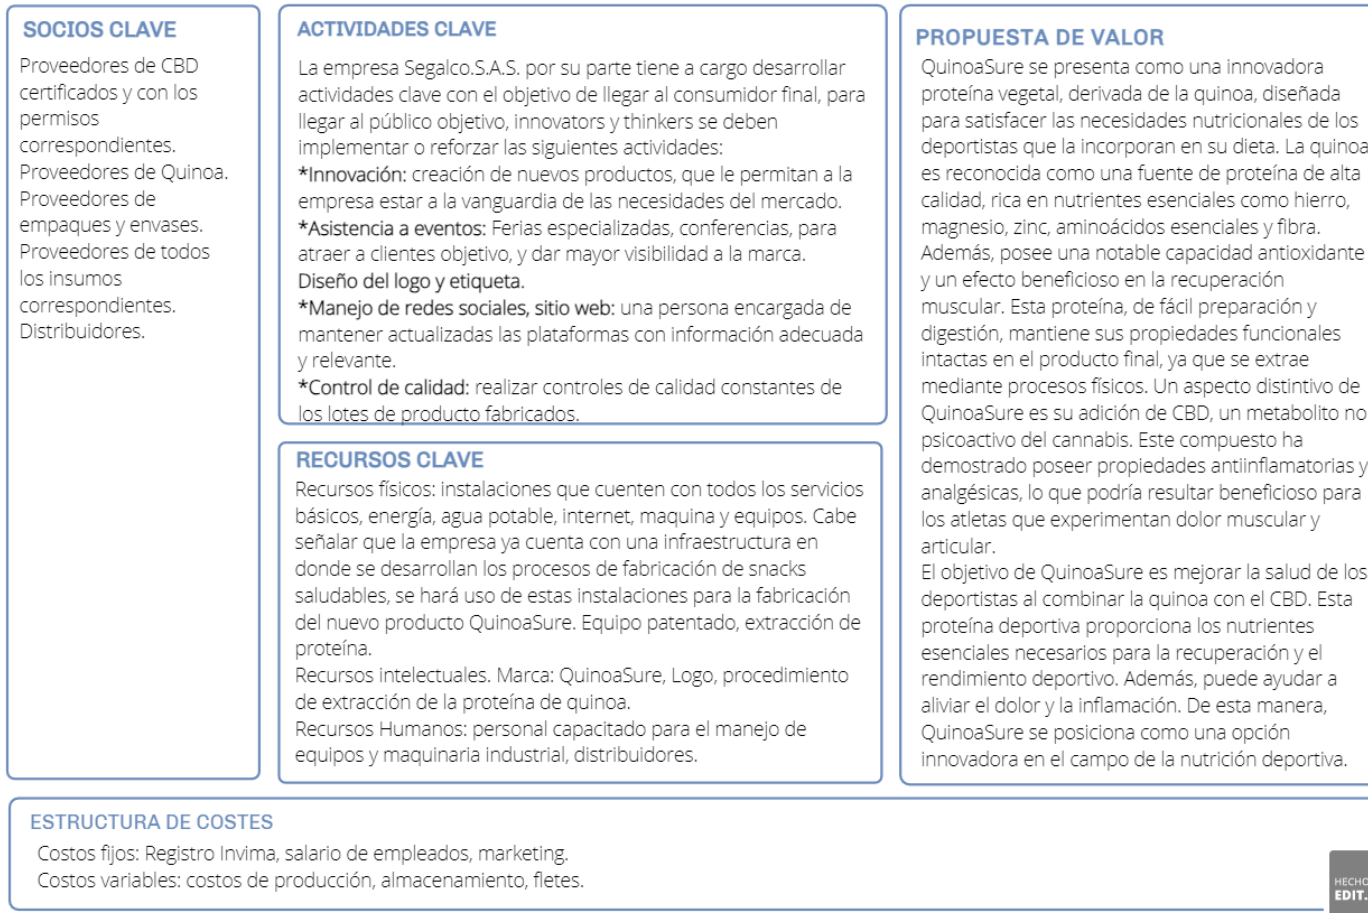 SOCIOS CLAVE
Proveedores de CBD
certificados y con los
permisos
correspondientes.
Proveedores de Quinoa.
Proveedores de
empaques y envases.
Proveedores de todos
los insumos
correspondientes.
Distribuidores.
ACTIVIDADES CLAVE
La empresa Segalco.S.A.S. por su parte tiene a cargo desarrollar
actividades clave con el objetivo de llegar al consumidor final, para
llegar al público objetivo, innovators y thinkers se deben
implementar o reforzar las siguientes actividades:
*Innovación: creación de nuevos productos, que le permitan a la
empresa estar a la vanguardia de las necesidades del mercado.
*Asistencia a eventos: Ferias especializadas, conferencias, para
atraer a clientes objetivo, y dar mayor visibilidad a la marca.
Diseño del logo y etiqueta.
*Manejo de redes sociales, sitio web: una persona encargada de
mantener actualizadas las plataformas con información adecuada
y relevante.
*Control de calidad: realizar controles de calidad constantes de
los lotes de producto fabricados.
RECURSOS CLAVE
Recursos físicos: instalaciones que cuenten con todos los servicios
básicos, energía, agua potable, internet, maquina y equipos. Cabe
señalar que la empresa ya cuenta con una infraestructura en
donde se desarrollan los procesos de fabricación de snacks
saludables, se hará uso de estas instalaciones para la fabricación
del nuevo producto QuinoaSure. Equipo patentado, extracción de
proteína.
Recursos intelectuales. Marca: QuinoaSure, Logo, procedimiento
de extracción de la proteína de quinoa.
Recursos Humanos: personal capacitado para el manejo de
equipos y maquinaria industrial, distribuidores.
PROPUESTA DE VALOR
QuinoaSure se presenta como una innovadora
proteína vegetal, derivada de la quinoa, diseñada
para satisfacer las necesidades nutricionales de los
deportistas que la incorporan en su dieta. La quinoa
es reconocida como una fuente de proteína de alta
calidad, rica en nutrientes esenciales como hierro,
magnesio, zinc, aminoácidos esenciales y fibra.
Además, posee una notable capacidad antioxidante
y un efecto beneficioso en la recuperación
muscular. Esta proteína, de fácil preparación y
digestión, mantiene sus propiedades funcionales
intactas en el producto final, ya que se extrae
mediante procesos físicos. Un aspecto distintivo de
QuinoaSure es su adición de CBD, un metabolito no
psicoactivo del cannabis. Este compuesto ha
demostrado poseer propiedades antiinflamatorias y
analgésicas, lo que podría resultar beneficioso para
los atletas que experimentan dolor muscular y
articular.
El objetivo de QuinoaSure es mejorar la salud de los
deportistas al combinar la quinoa con el CBD. Esta
proteína deportiva proporciona los nutrientes
esenciales necesarios para la recuperación y el
rendimiento deportivo. Además, puede ayudar a
aliviar el dolor y la inflamación. De esta manera,
QuinoaSure se posiciona como una opción
innovadora en el campo de la nutrición deportiva.
ESTRUCTURA DE COSTES
Costos fijos: Registro Invima, salario de empleados, marketing.
Costos variables: costos de producción, almacenamiento, fletes.
HECHO
EDIT.